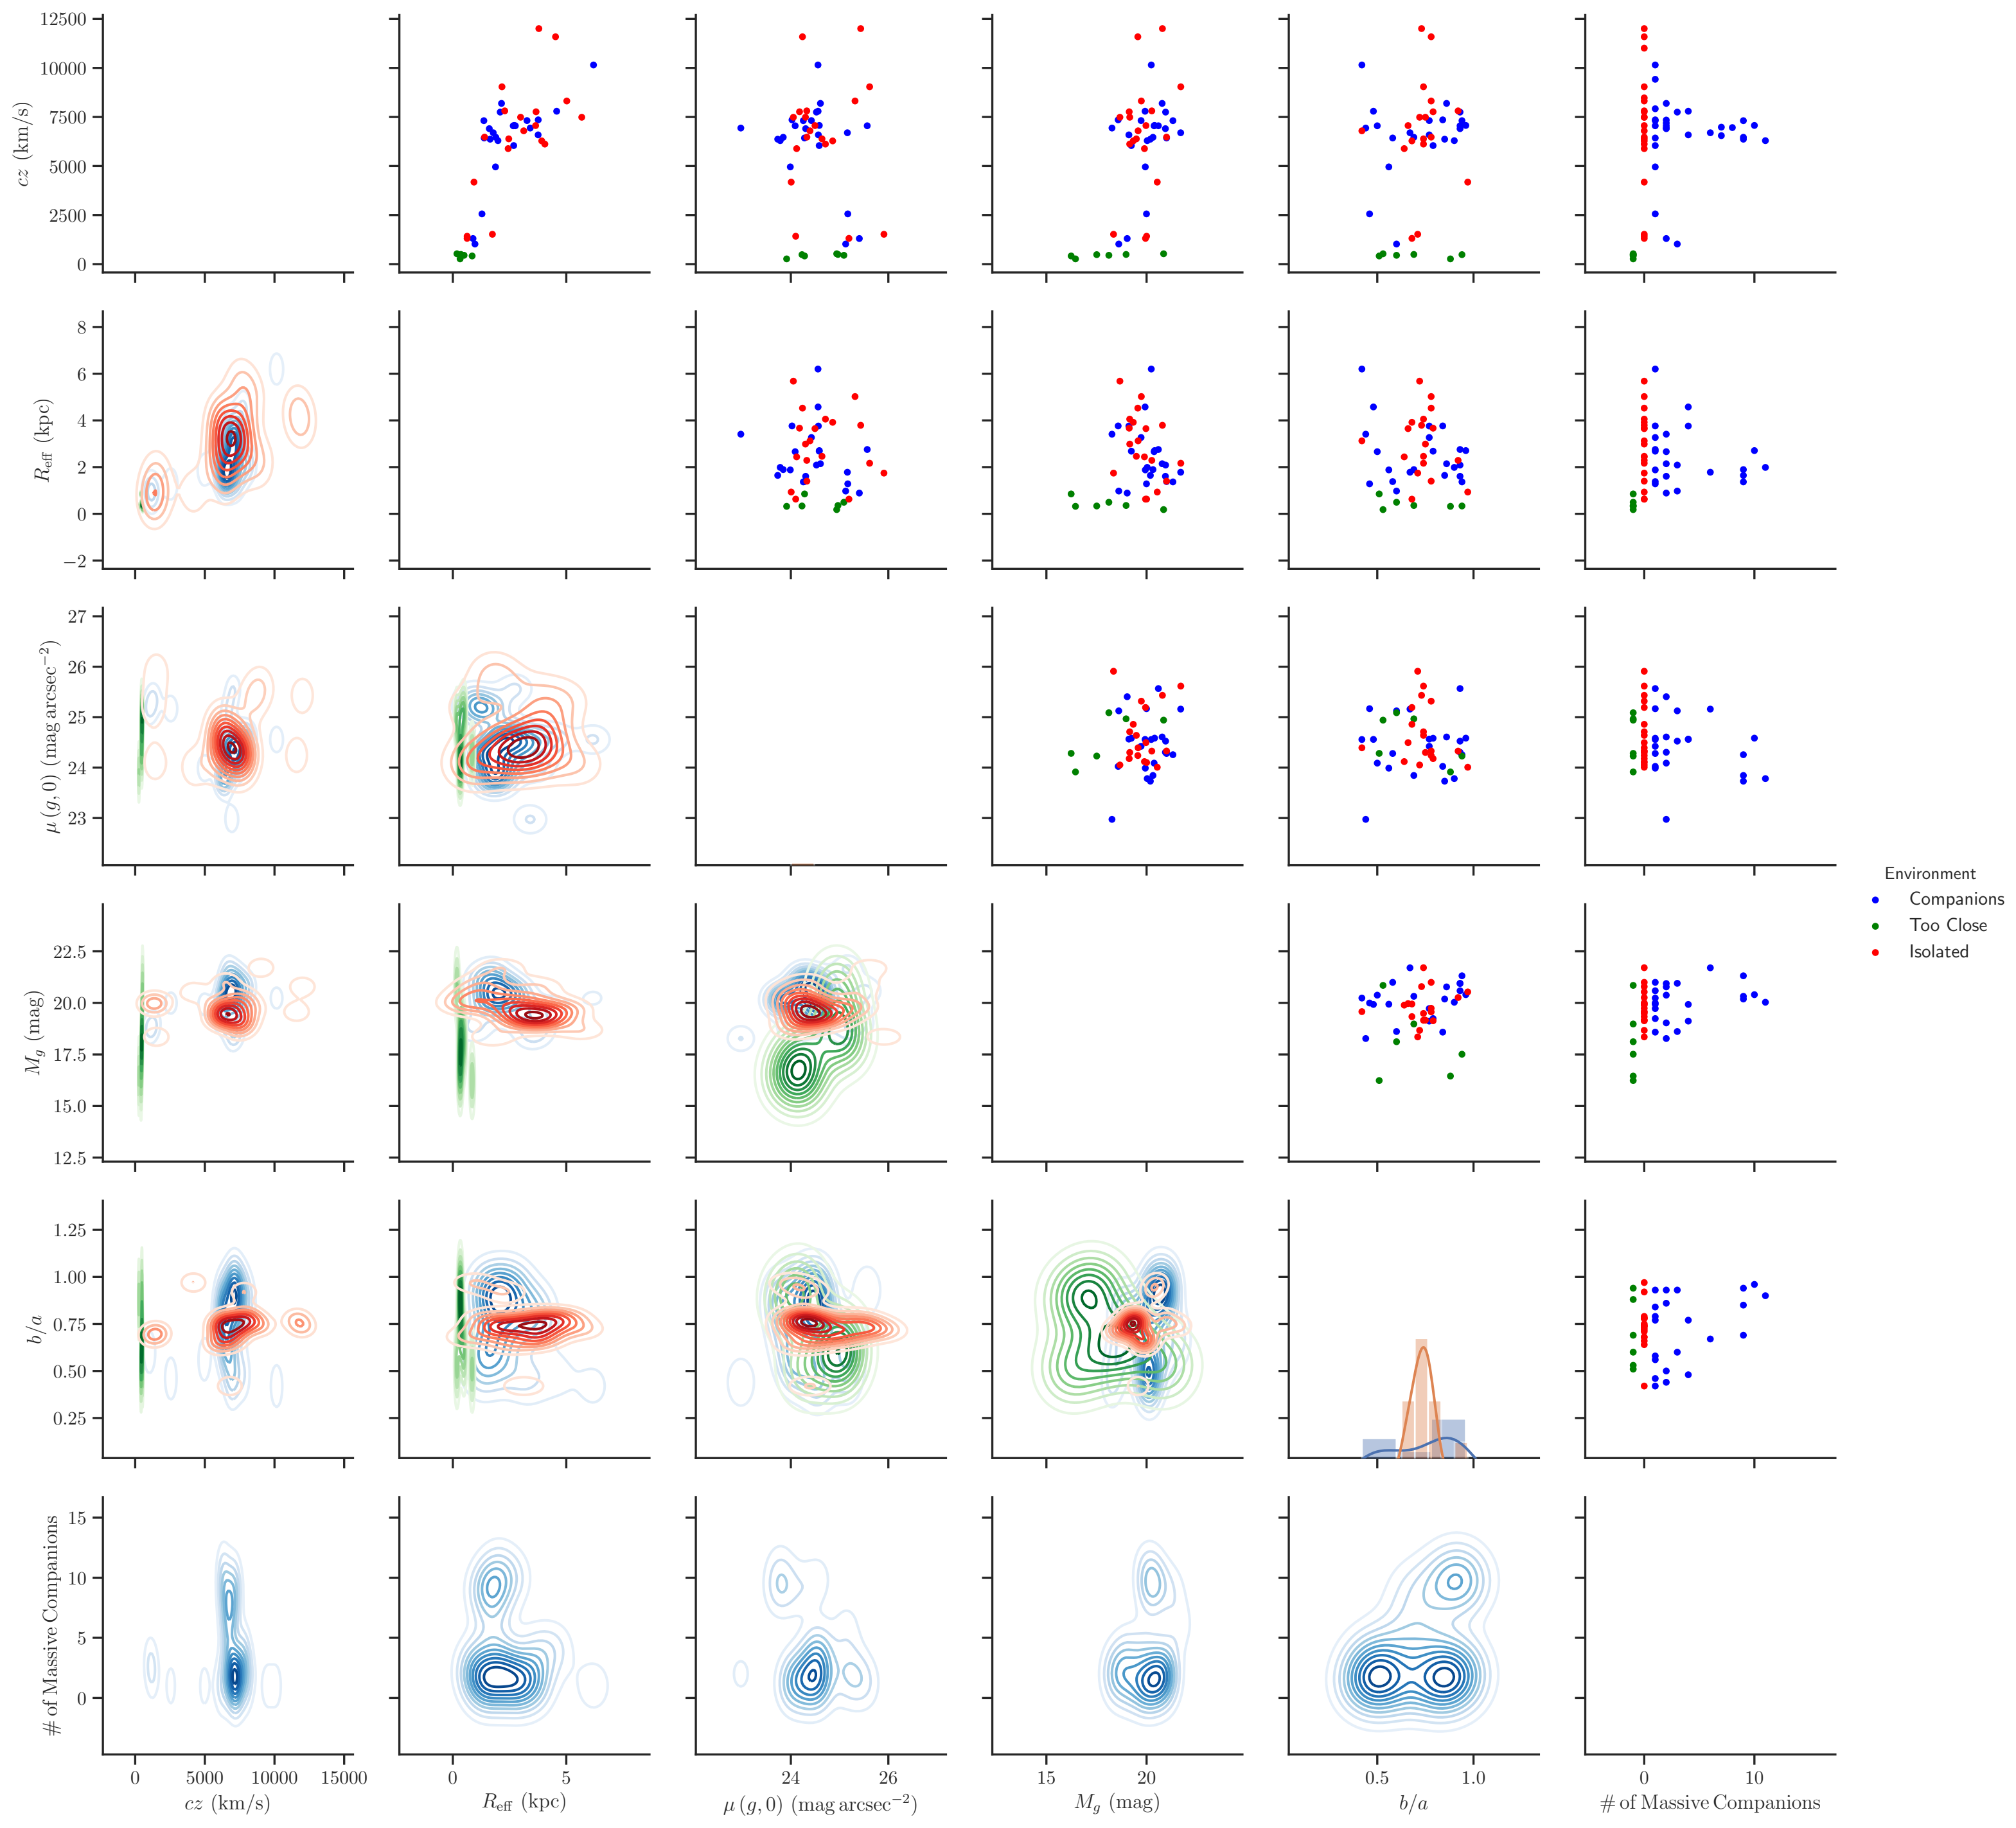 12500
10000
7500
5000
2500
0
cz (km/s)
8
6
4
2
0
−2
R_eff (kpc)
27
26
25
24
23
μ (g, 0) (mag arcsec⁻²)
Environment
Companions
Too Close
Isolated
22.5
20.0
17.5
15.0
12.5
M_g (mag)
1.25
1.00
0.75
0.50
0.25
b/a
15
10
5
0
# of Massive Companions
0 5000 10000 15000
0 5
24 26
15 20
0.5 1.0
0 10
cz (km/s)
R_eff (kpc)
μ (g, 0) (mag arcsec⁻²)
M_g (mag)
b/a
# of Massive Companions